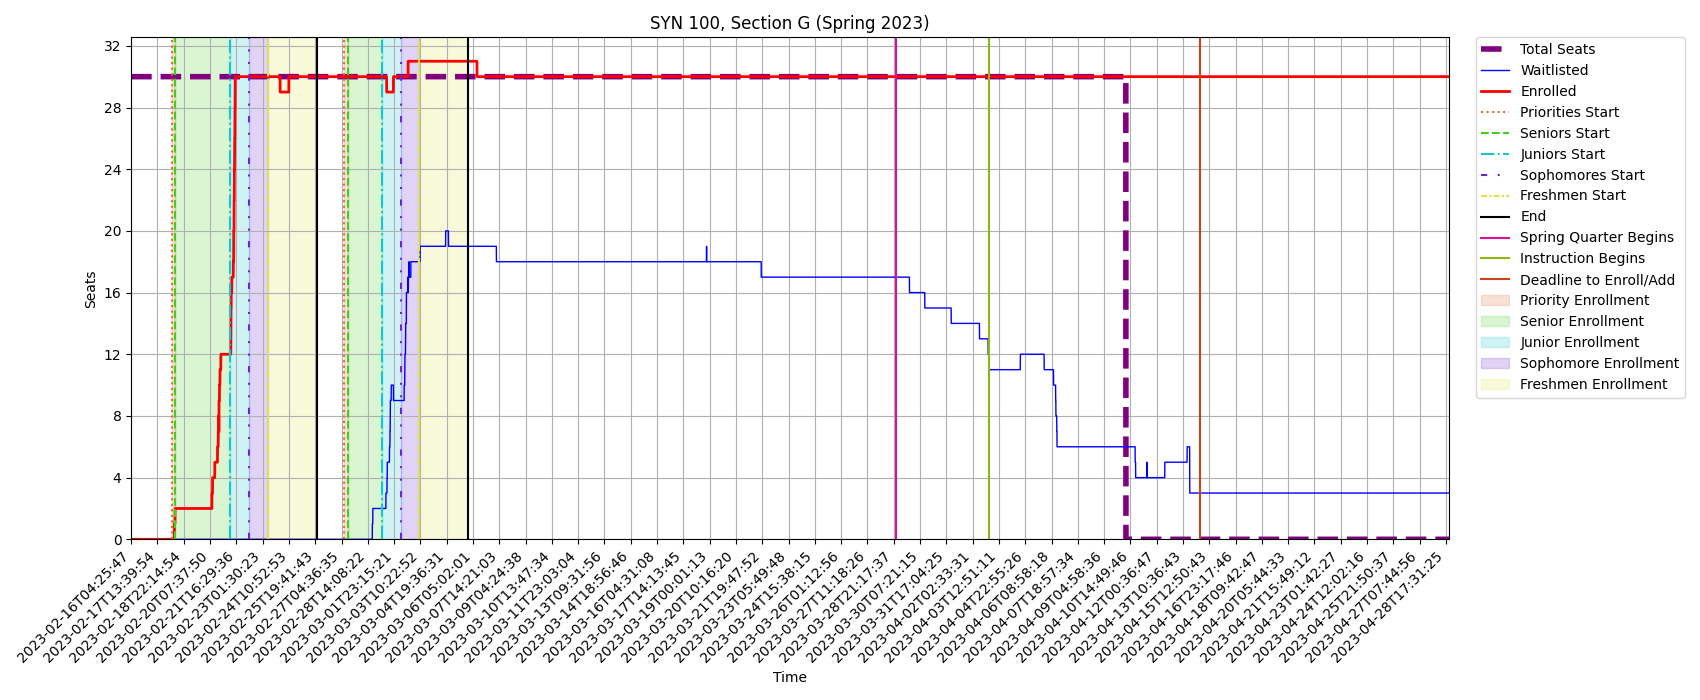 SYN 100, Section G (Spring 2023)
32
28
24
20
16
12
8
4
0
Seats
2023-02-16T04:25:47
2023-02-17T13:39:54
2023-02-18T22:14:54
2023-02-20T07:37:50
2023-02-21T16:29:36
2023-02-23T01:30:23
2023-02-24T10:52:53
2023-02-25T19:41:43
2023-02-27T04:36:35
2023-02-28T14:08:22
2023-03-01T23:15:21
2023-03-03T10:22:52
2023-03-04T19:36:31
2023-03-06T05:02:01
2023-03-07T14:21:03
2023-03-09T04:24:38
2023-03-10T13:47:34
2023-03-11T23:03:04
2023-03-13T09:31:56
2023-03-14T18:56:46
2023-03-16T04:31:08
2023-03-17T14:13:45
2023-03-19T00:01:13
2023-03-20T10:16:20
2023-03-21T19:47:52
2023-03-23T05:49:48
2023-03-24T15:38:15
2023-03-26T01:12:56
2023-03-27T11:18:26
2023-03-28T21:17:37
2023-03-30T07:21:15
2023-03-31T17:04:25
2023-04-02T02:33:31
2023-04-03T12:51:11
2023-04-04T22:55:26
2023-04-06T08:58:18
2023-04-07T18:57:34
2023-04-09T04:58:36
2023-04-10T14:49:46
2023-04-12T00:36:47
2023-04-13T10:36:43
2023-04-15T12:50:43
2023-04-16T23:17:46
2023-04-18T09:42:47
2023-04-20T05:44:33
2023-04-21T15:49:12
2023-04-23T01:42:27
2023-04-24T12:02:16
2023-04-25T21:50:37
2023-04-27T07:44:56
2023-04-28T17:31:25
Time
Total Seats
Waitlisted
Enrolled
Priorities Start
Seniors Start
Juniors Start
Sophomores Start
Freshmen Start
End
Spring Quarter Begins
Instruction Begins
Deadline to Enroll/Add
Priority Enrollment
Senior Enrollment
Junior Enrollment
Sophomore Enrollment
Freshmen Enrollment